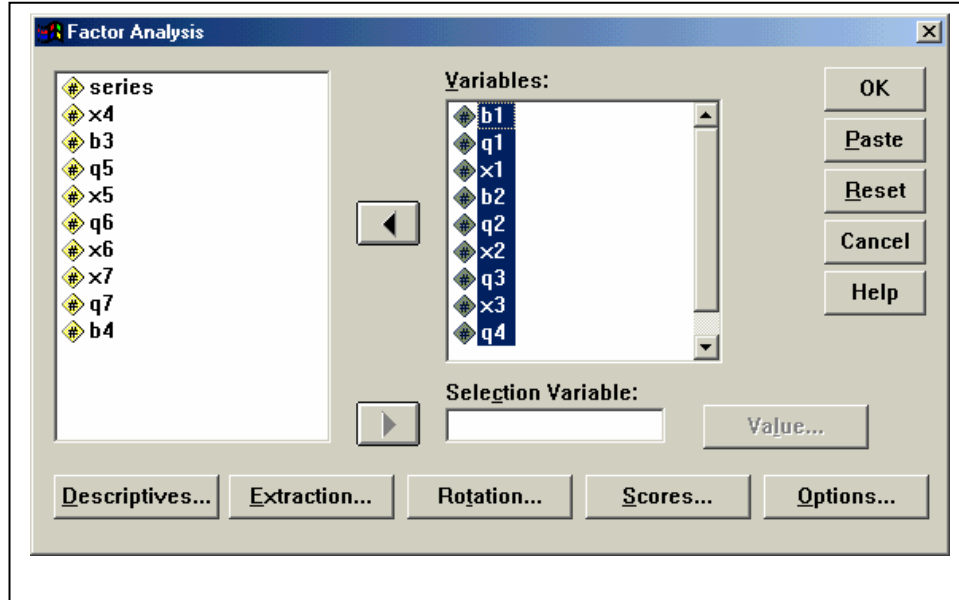 Factor Analysis
series
x4
b3
q5
x5
q6
x6
x7
q7
b4
Variables:
b1
q1
x1
b2
q2
x2
q3
x3
q4
Selection Variable:
Value...
OK
Paste
Reset
Cancel
Help
Descriptives... Extraction... Rotation... Scores... Options...